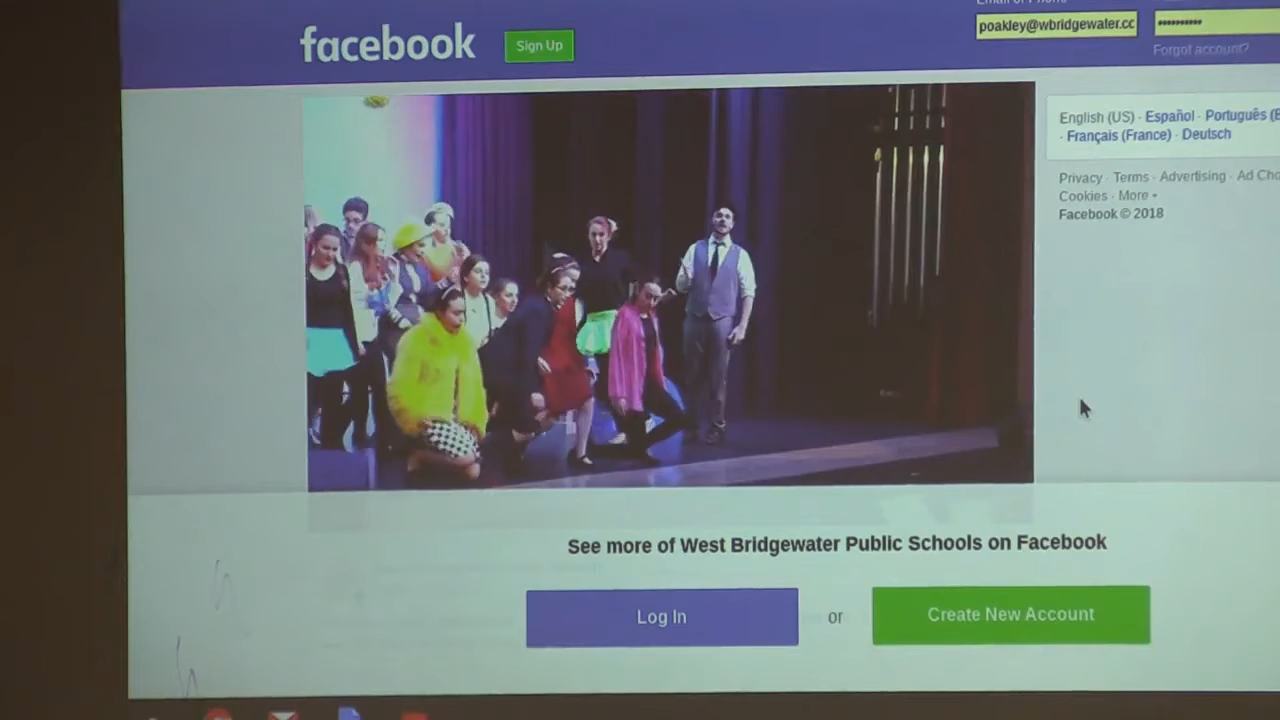 facebook
Sign Up
poakley@wbridgewater.cc
••••••••••
Forgot account?
English (US) · Español · Português (
· Français (France) · Deutsch
Privacy · Terms · Advertising · Ad
Cookies · More
Facebook © 2018
See more of West Bridgewater Public Schools on Facebook
Log In
or
Create New Account